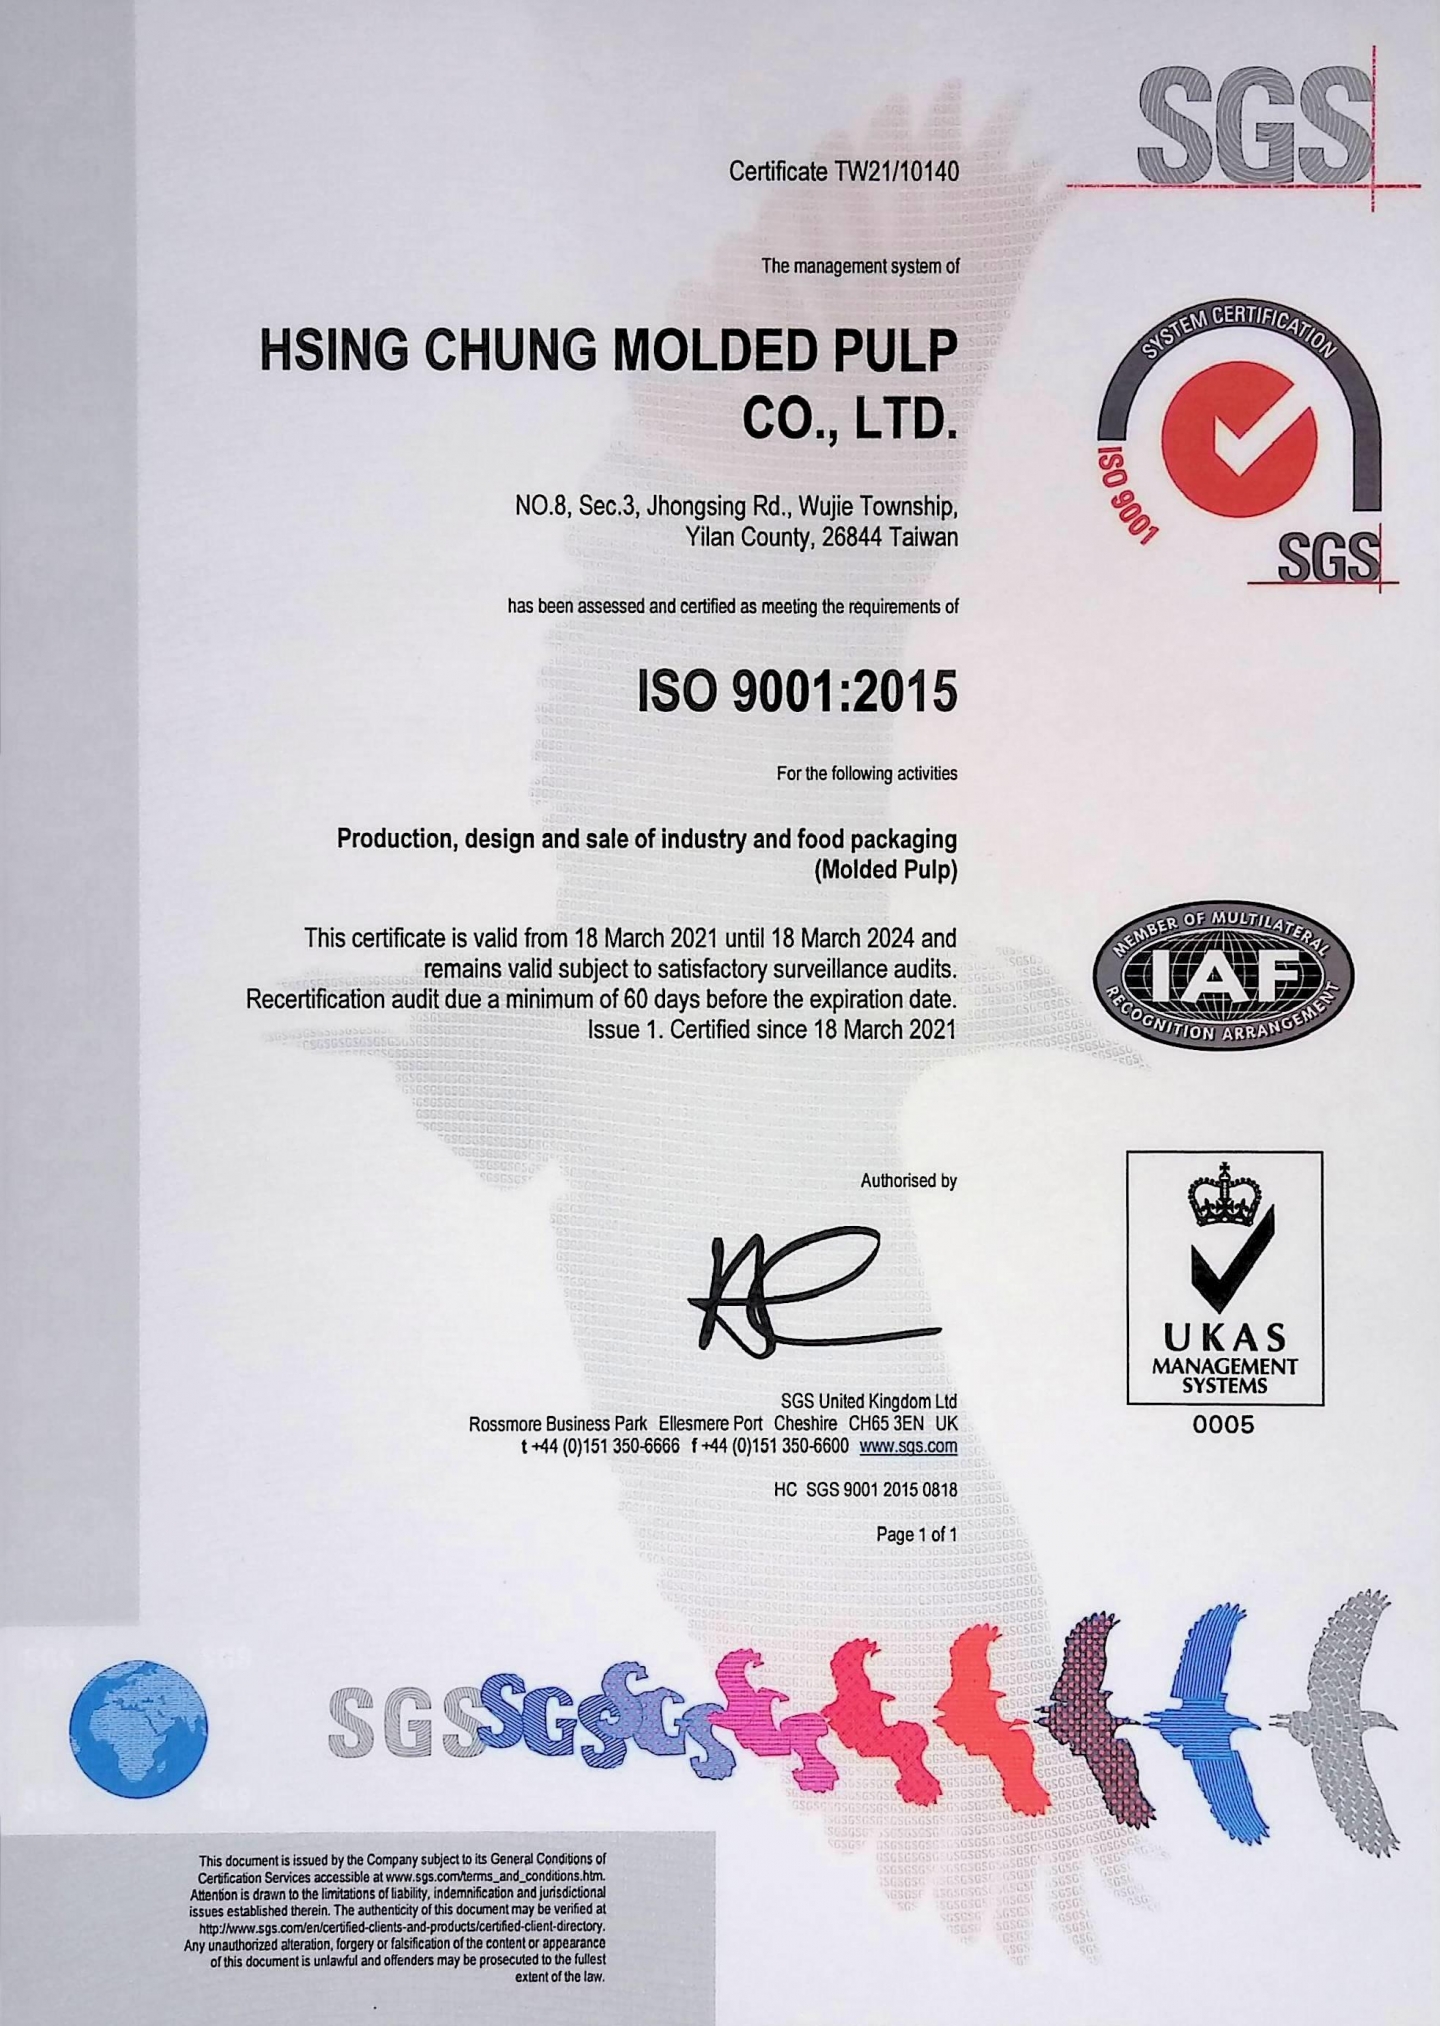 SGS
Certificate TW21/10140
The management system of
HSING CHUNG MOLDED PULP
CO., LTD.
SYSTEM CERTIFICATION
ISO 9001
SGS
NO.8, Sec.3, Jhongsing Rd., Wujie Township,
Yilan County, 26844 Taiwan
has been assessed and certified as meeting the requirements of
ISO 9001:2015
For the following activities
Production, design and sale of industry and food packaging
(Molded Pulp)
This certificate is valid from 18 March 2021 until 18 March 2024 and
remains valid subject to satisfactory surveillance audits.
Recertification audit due a minimum of 60 days before the expiration date.
Issue 1. Certified since 18 March 2021
MEMBER OF MULTILATERAL
IAF
RECOGNITION ARRANGEMENT
Authorised by
UKAS
MANAGEMENT
SYSTEMS
0005
SGS United Kingdom Ltd
Rossmore Business Park Ellesmere Port Cheshire CH65 3EN UK
t +44 (0)151 350-6666 f +44 (0)151 350-6600 www.sgs.com
HC SGS 9001 2015 0818
Page 1 of 1
SGS SGS SGS
This document is issued by the Company subject to its General Conditions of
Certification Services accessible at www.sgs.com/terms_and_conditions.htm.
Attention is drawn to the limitations of liability, indemnification and jurisdictional
issues established therein. The authenticity of this document may be verified at
http://www.sgs.com/en/certified-clients-and-products/certified-client-directory.
Any unauthorized alteration, forgery or falsification of the content or appearance
of this document is unlawful and offenders may be prosecuted to the fullest
extent of the law.